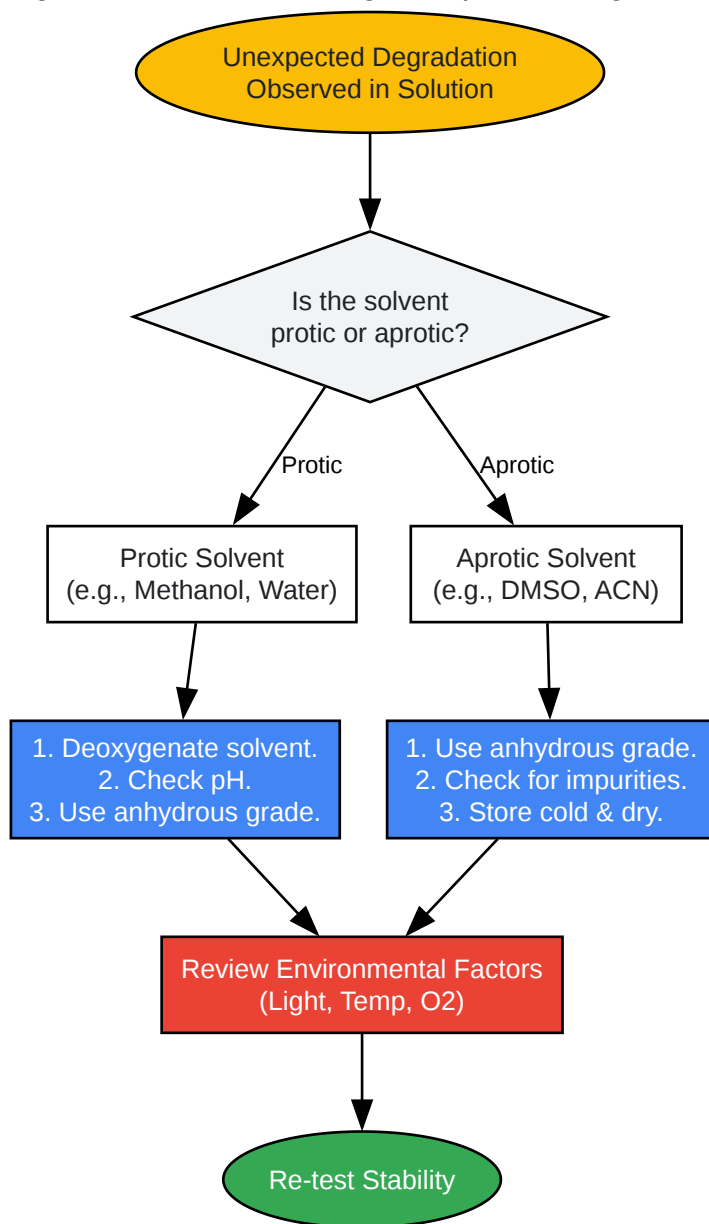 Unexpected Degradation
Observed in Solution
Is the solvent
protic or aprotic?
Protic
Aprotic
Protic Solvent
(e.g., Methanol, Water)
Aprotic Solvent
(e.g., DMSO, ACN)
1. Deoxygenate solvent.
2. Check pH.
3. Use anhydrous grade.
1. Use anhydrous grade.
2. Check for impurities.
3. Store cold & dry.
Review Environmental Factors
(Light, Temp, O2)
Re-test Stability